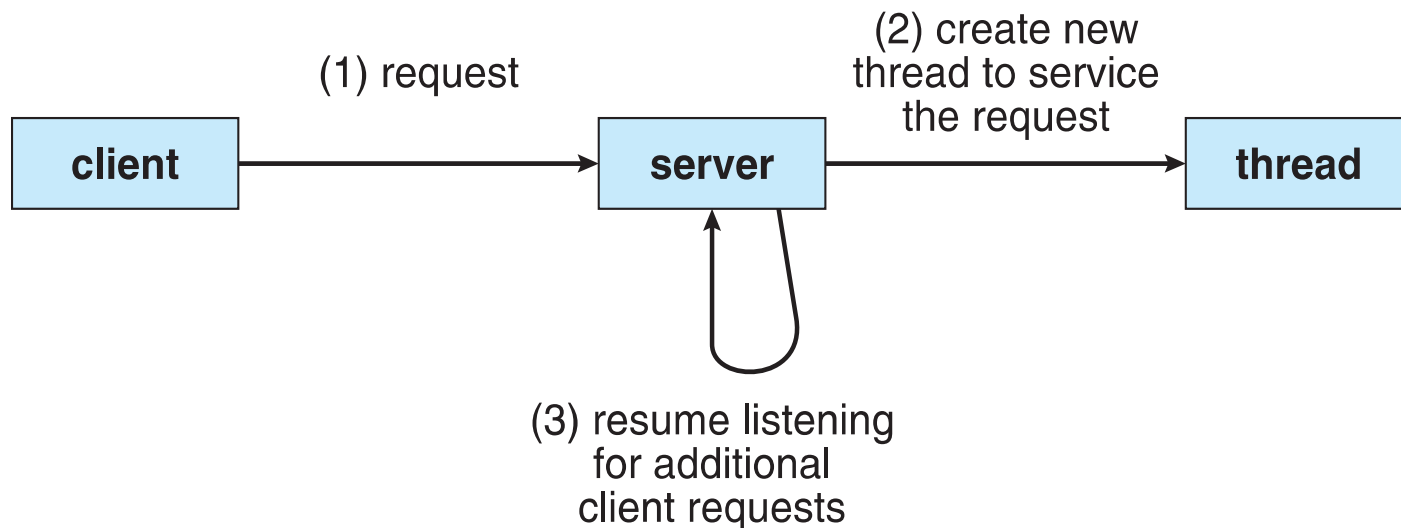 (1) request
(2) create new
thread to service
the request
client
server
thread
(3) resume listening
for additional
client requests